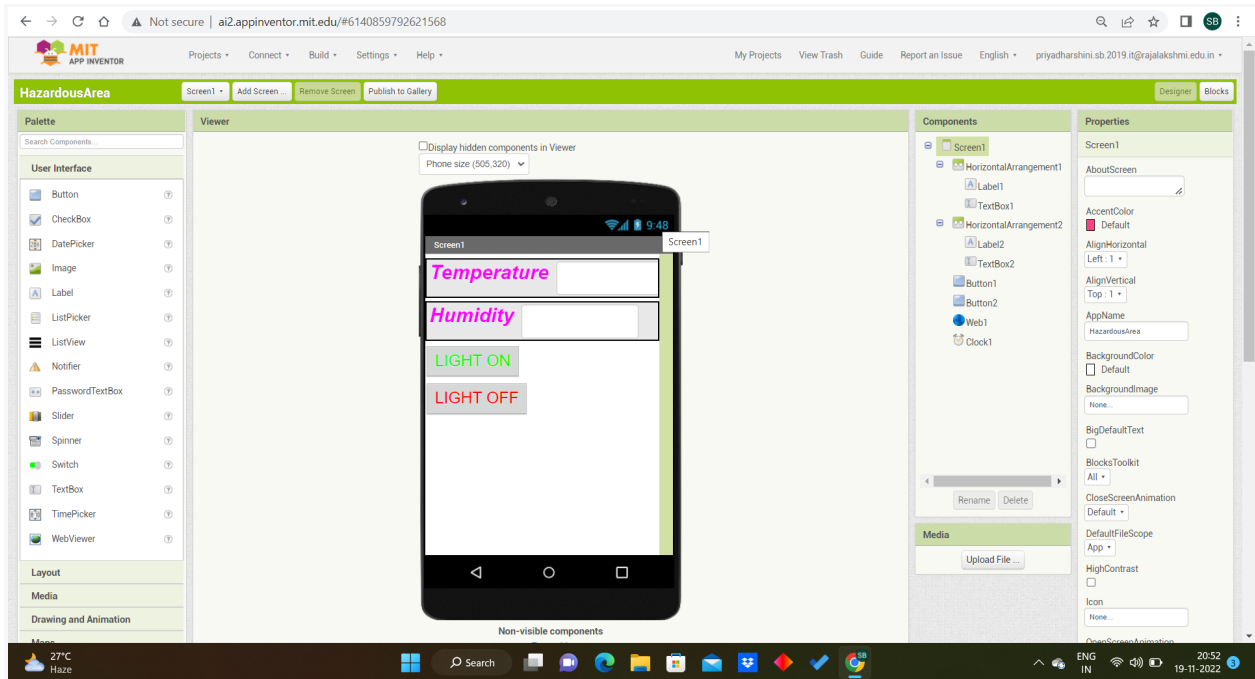 Not secure | ai2.appinventor.mit.edu/#6140859792621568
SB
MIT
APP INVENTOR
Projects Connect Build Settings Help My Projects View Trash Guide Report an Issue English priyadharshini.sb.2019.it@rajalakshmi.edu.in
HazardousArea Screen1 Add Screen ... Remove Screen Publish to Gallery Designer Blocks
Palette
Search Components...
User Interface
Button
CheckBox
DatePicker
Image
Label
ListPicker
ListView
Notifier
PasswordTextBox
Slider
Spinner
Switch
TextBox
TimePicker
WebViewer
Layout
Media
Drawing and Animation
Maps
Viewer
Display hidden components in Viewer
Phone size (505,320)
9:48
Screen1
Screen1
Temperature
Humidity
LIGHT ON
LIGHT OFF
Non-visible components
Components
Screen1
HorizontalArrangement1
Label1
TextBox1
HorizontalArrangement2
Label2
TextBox2
Button1
Button2
Web1
Clock1
Rename Delete
Media
Upload File ...
Properties
Screen1
AboutScreen
AccentColor
Default
AlignHorizontal
Left : 1
AlignVertical
Top : 1
AppName
HazardousArea
BackgroundColor
Default
BackgroundImage
None...
BigDefaultText
BlocksToolkit
All
CloseScreenAnimation
Default
DefaultFileScope
App
HighContrast
Icon
None...
OpenScreenAnimation
27°C
Haze
Search
SB
ENG
IN
20:52
19-11-2022
3